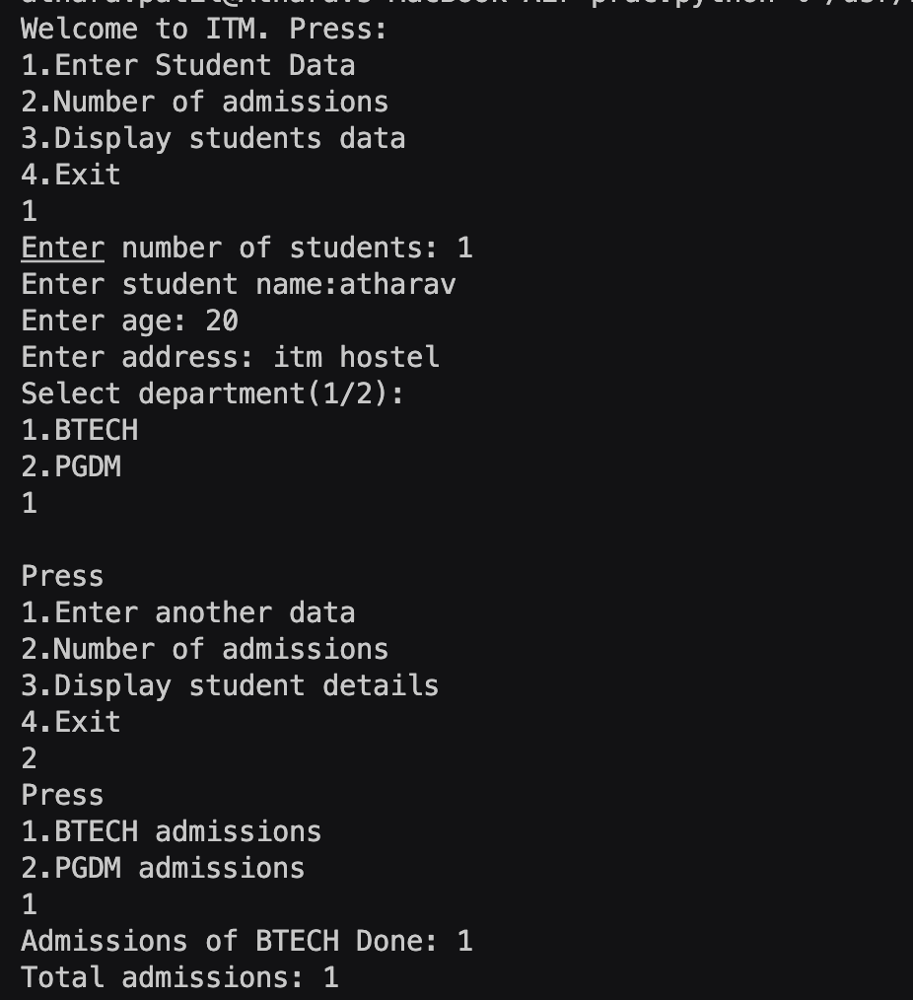 Welcome to ITM. Press:
1.Enter Student Data
2.Number of admissions
3.Display students data
4.Exit
1
Enter number of students: 1
Enter student name:atharav
Enter age: 20
Enter address: itm hostel
Select department(1/2):
1.BTECH
2.PGDM
1
Press
1.Enter another data
2.Number of admissions
3.Display student details
4.Exit
2
Press
1.BTECH admissions
2.PGDM admissions
1
Admissions of BTECH Done: 1
Total admissions: 1